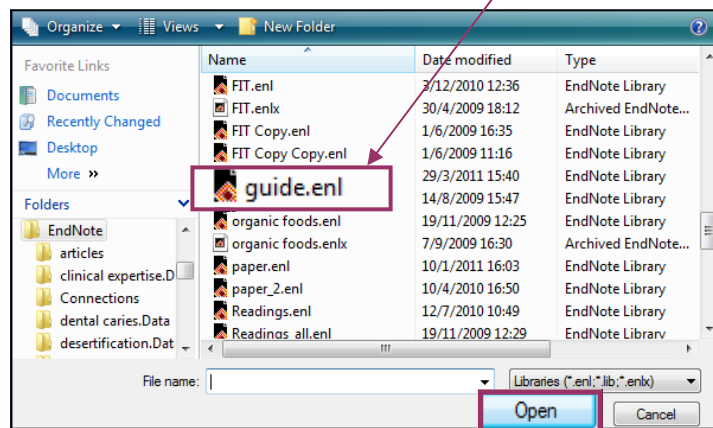 Organize Views New Folder
Favorite Links
Documents
Recently Changed
Desktop
More »
Folders
EndNote
articles
clinical expertise.D
Connections
dental caries.Data
desertification.Dat
Name Date modified Type
FIT.enl 3/12/2010 12:36 EndNote Library
FIT.enlx 30/4/2009 18:12 Archived EndNote...
FIT Copy.enl 1/6/2009 16:35 EndNote Library
FIT Copy Copy.enl 1/6/2009 11:16 EndNote Library
guide.enl 29/3/2011 15:40 EndNote Library
14/8/2009 15:47 EndNote Library
organic foods.enl 19/11/2009 12:25 EndNote Library
organic foods.enlx 7/9/2009 16:30 Archived EndNote...
paper.enl 10/1/2011 16:03 EndNote Library
paper_2.enl 10/4/2010 16:50 EndNote Library
Readings.enl 12/7/2010 10:49 EndNote Library
Readings all.enl 19/11/2009 12:29 EndNote Library
File name: Libraries (*.enl;*.lib;*.enlx)
Open Cancel